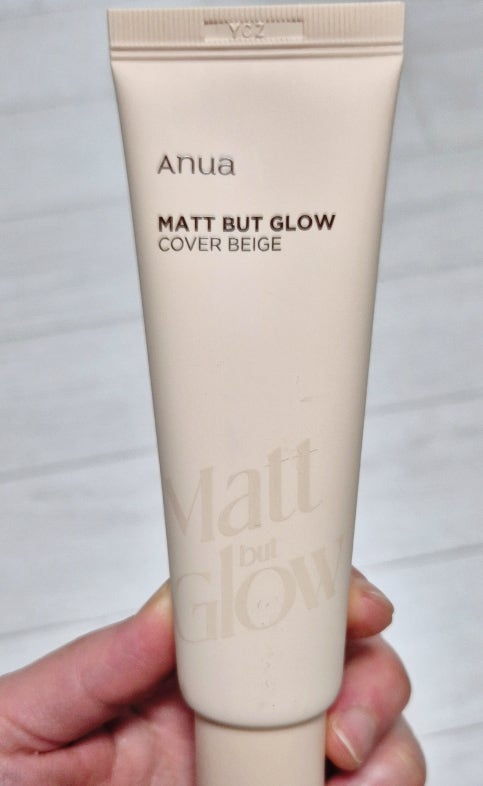 YCZ
Anua
MATT BUT GLOW
COVER BEIGE
Matt
but
Glow